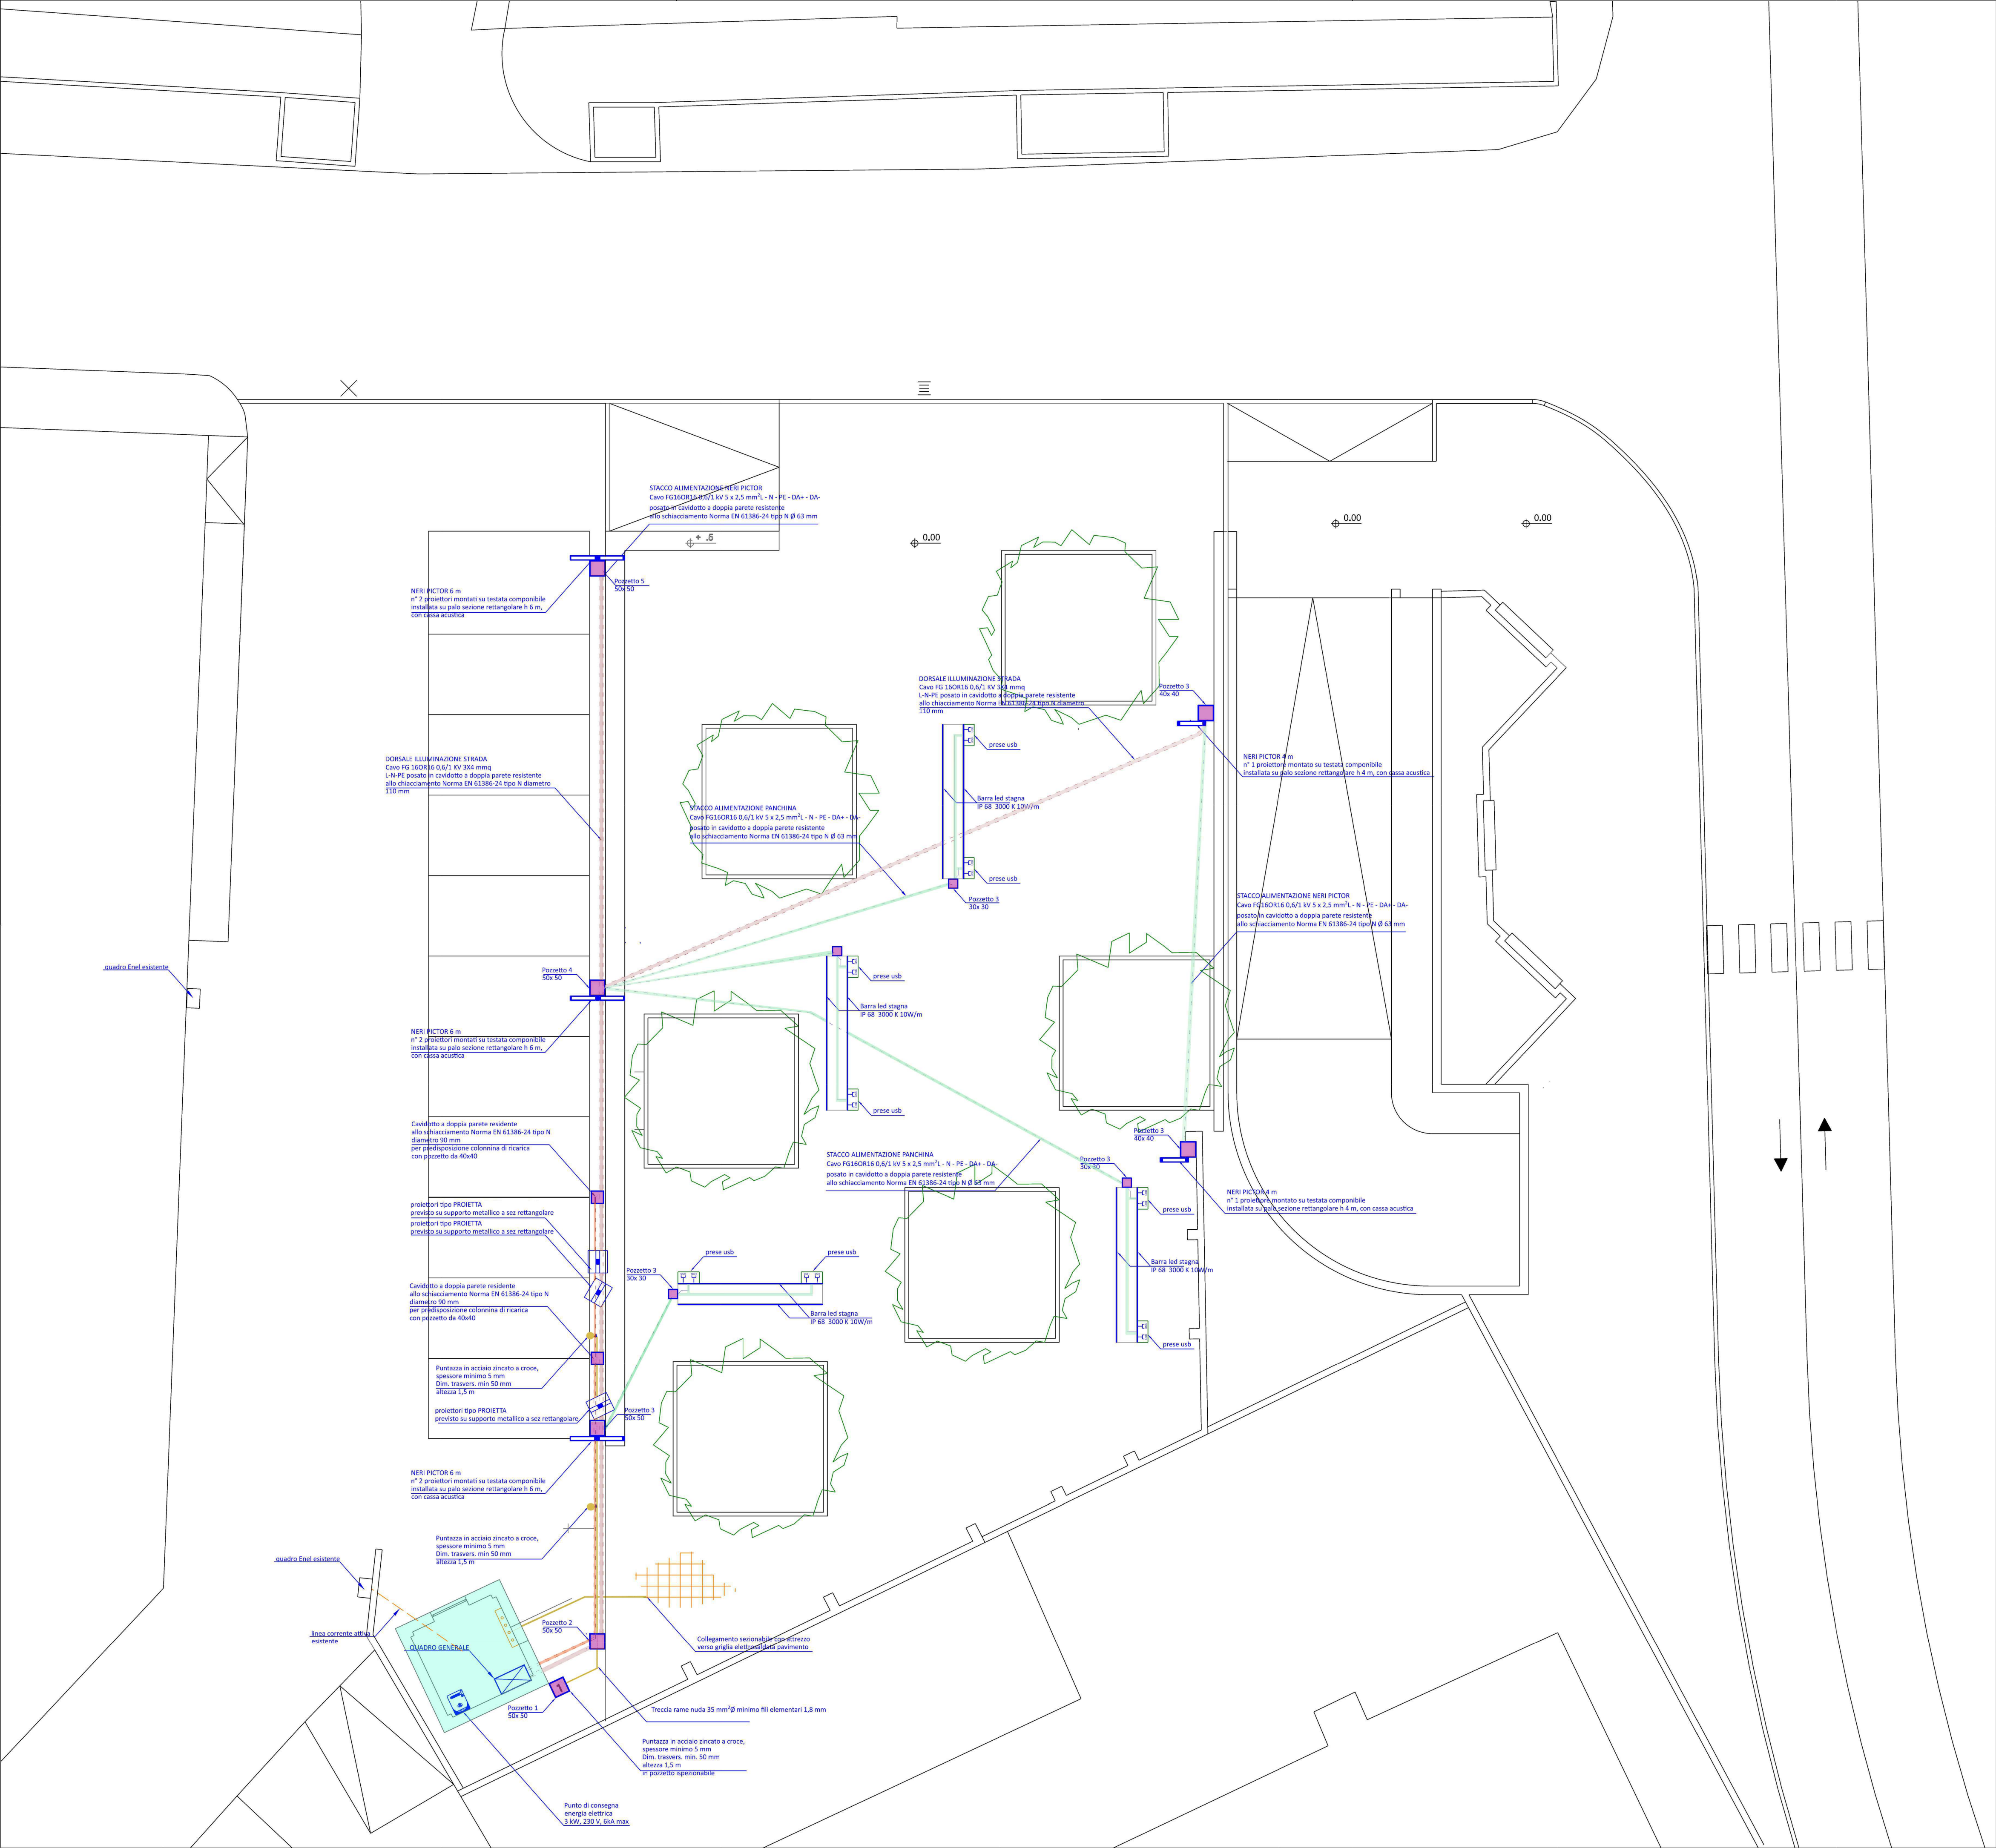 STACCO ALIMENTAZIONE NERI PICTOR
Cavo FG16OR16 0,6/1 kV 5 x 2,5 mm²L - N - PE - DA+ - DA-
posato in cavidotto a doppia parete resistente
allo schiacciamento Norma EN 61386-24 tipo N Ø 63 mm
0.00
0.00
+ .5
0.00
Pozzetto 5
50x 50
NERI PICTOR 6 m
n° 2 proiettori montati su testata componibile
installata su palo sezione rettangolare h 6 m,
con cassa acustica
DORSALE ILLUMINAZIONE STRADA
Cavo FG 16OR16 0,6/1 KV 3X4 mmq
L-N-PE posato in cavidotto a doppia parete resistente
allo chiacciamento Norma EN 61386-24 tipo N diametro
110 mm
Pozzetto 3
40x 40
prese usb
NERI PICTOR 4 m
n° 1 proiettore montato su testata componibile
installata su palo sezione rettangolare h 4 m, con cassa acustica
DORSALE ILLUMINAZIONE STRADA
Cavo FG 16OR16 0,6/1 KV 3X4 mmq
L-N-PE posato in cavidotto a doppia parete resistente
allo chiacciamento Norma EN 61386-24 tipo N diametro
110 mm
Barra led stagna
IP 68  3000 K 10W/m
STACCO ALIMENTAZIONE PANCHINA
Cavo FG16OR16 0,6/1 kV 5 x 2,5 mm²L - N - PE - DA+ - DA-
posato in cavidotto a doppia parete resistente
allo schiacciamento Norma EN 61386-24 tipo N Ø 63 mm
prese usb
Pozzetto 3
30x 30
STACCO ALIMENTAZIONE NERI PICTOR
Cavo FG16OR16 0,6/1 kV 5 x 2,5 mm²L - N - PE - DA+ - DA-
posato in cavidotto a doppia parete resistente
allo schiacciamento Norma EN 61386-24 tipo N Ø 63 mm
quadro Enel esistente
Pozzetto 4
50x 50
prese usb
Barra led stagna
IP 68  3000 K 10W/m
NERI PICTOR 6 m
n° 2 proiettori montati su testata componibile
installata su palo sezione rettangolare h 6 m,
con cassa acustica
prese usb
Cavidotto a doppia parete residente
allo schiacciamento Norma EN 61386-24 tipo N
diametro 90 mm
per predisposizione colonnina di ricarica
con pozzetto da 40x40
Pozzetto 3
40x 40
STACCO ALIMENTAZIONE PANCHINA
Cavo FG16OR16 0,6/1 kV 5 x 2,5 mm²L - N - PE - DA+ - DA-
posato in cavidotto a doppia parete resistente
allo schiacciamento Norma EN 61386-24 tipo N Ø 63 mm
Pozzetto 3
30x 30
NERI PICTOR 4 m
n° 1 proiettore montato su testata componibile
installata su palo sezione rettangolare h 4 m, con cassa acustica
proiettori tipo PROIETTA
previsto su supporto metallico a sez rettangolare
proiettori tipo PROIETTA
previsto su supporto metallico a sez rettangolare
prese usb
prese usb
prese usb
Barra led stagna
IP 68  3000 K 10W/m
Pozzetto 3
30x 30
Cavidotto a doppia parete residente
allo schiacciamento Norma EN 61386-24 tipo N
diametro 90 mm
per predisposizione colonnina di ricarica
con pozzetto da 40x40
Barra led stagna
IP 68  3000 K 10W/m
prese usb
Puntazza in acciaio zincato a croce,
spessore minimo 5 mm
Dim. trasvers. min 50 mm
altezza 1,5 m
proiettori tipo PROIETTA
previsto su supporto metallico a sez rettangolare
Pozzetto 3
50x 50
NERI PICTOR 6 m
n° 2 proiettori montati su testata componibile
installata su palo sezione rettangolare h 6 m,
con cassa acustica
Puntazza in acciaio zincato a croce,
spessore minimo 5 mm
Dim. trasvers. min 50 mm
altezza 1,5 m
quadro Enel esistente
linea corrente attiva
esistente
QUADRO GENERALE
Pozzetto 2
50x 50
Collegamento sezionabile con attrezzo
verso griglia elettrosaldata pavimento
1
Pozzetto 1
50x 50
Treccia rame nuda 35 mm²Ø minimo fili elementari 1,8 mm
Puntazza in acciaio zincato a croce,
spessore minimo 5 mm
Dim. trasvers. min. 50 mm
altezza 1,5 m
in pozzetto ispezionabile
Punto di consegna
energia elettrica
3 kW, 230 V, 6kA max